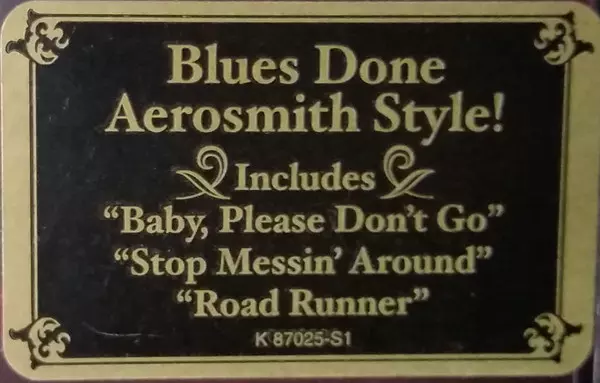 Blues Done
Aerosmith Style!
Includes
“Baby, Please Don’t Go”
“Stop Messin’ Around”
“Road Runner”
K 87025-S1